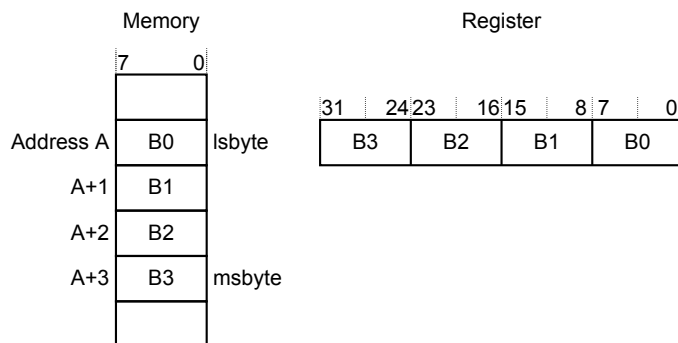 Memory
Register
7 0
31 24 23 16 15 8 7 0
Address A B0 lsbyte
B3 B2 B1 B0
A+1 B1
A+2 B2
A+3 B3 msbyte